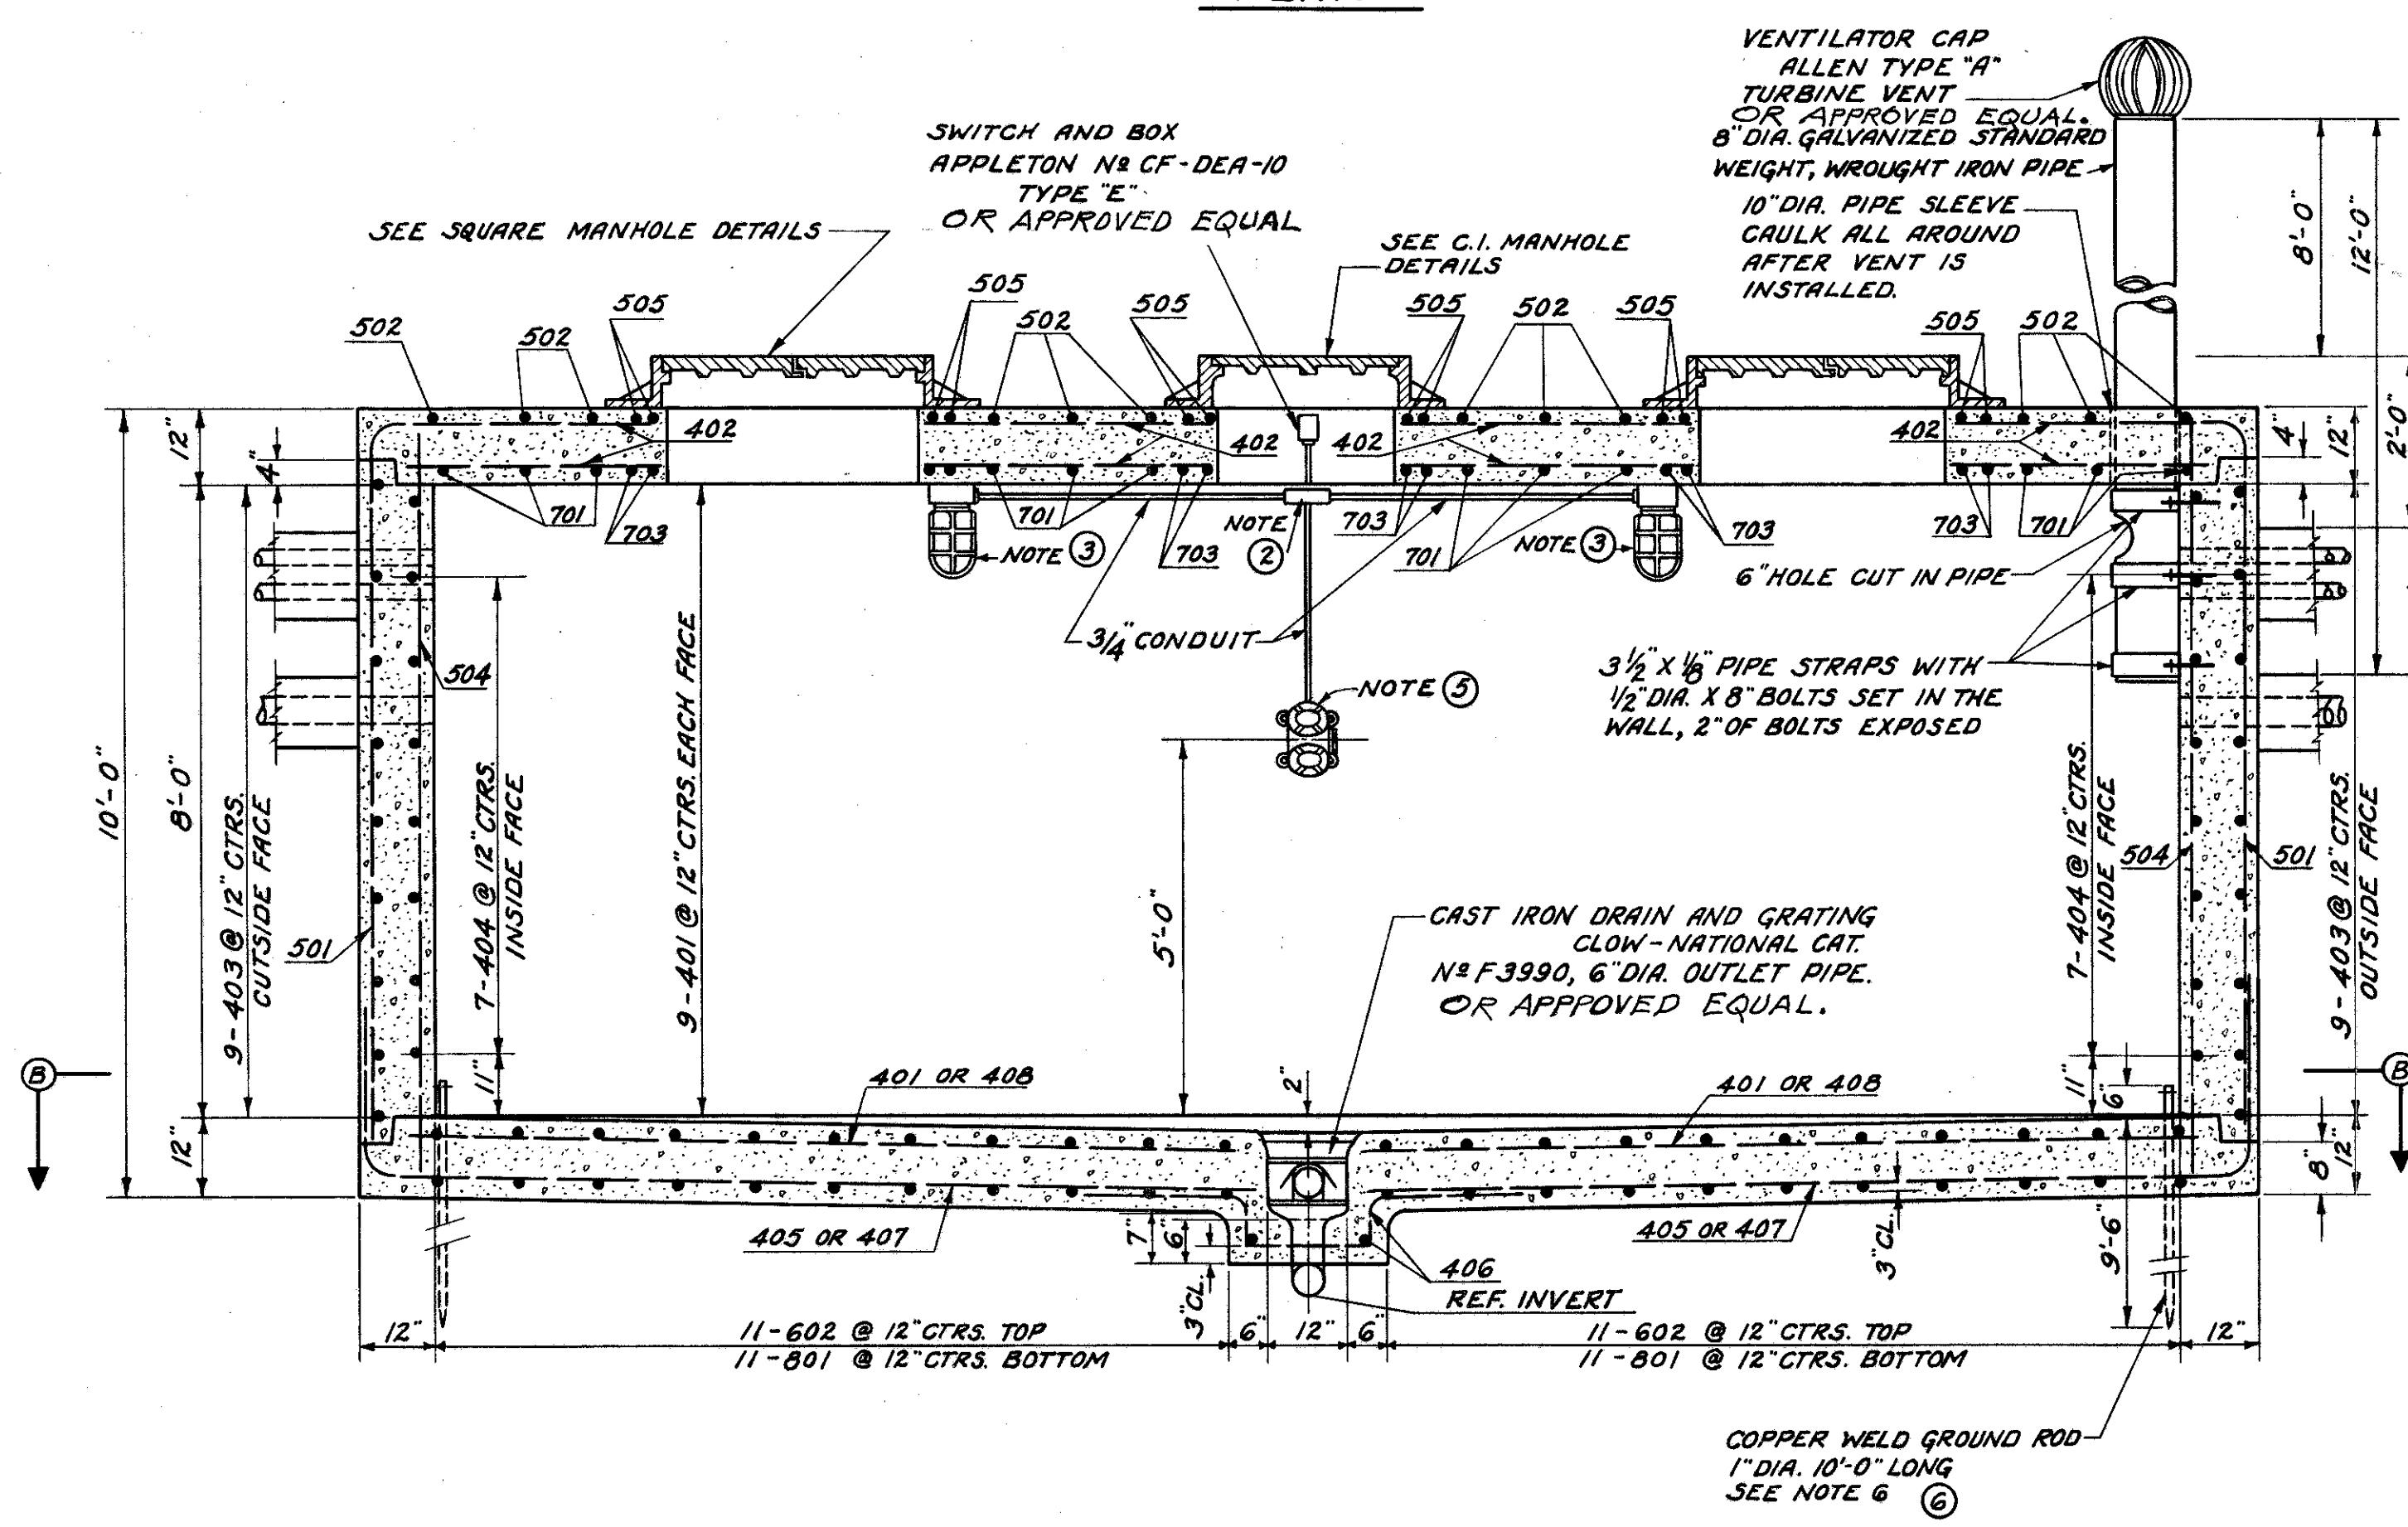 VENTILATOR CAP
ALLEN TYPE "A"
TURBINE VENT
OR APPROVED EQUAL.
8" DIA. GALVANIZED STANDARD
WEIGHT, WROUGHT IRON PIPE
10" DIA. PIPE SLEEVE
CAULK ALL AROUND
AFTER VENT IS
INSTALLED.
SWITCH AND BOX
APPLETON Nº CF-DEA-10
TYPE "E"
OR APPROVED EQUAL
SEE SQUARE MANHOLE DETAILS
SEE C.I. MANHOLE
DETAILS
8'-0"
12'-0"
502
502
505
505
502
505
505
502
505
505
502
12"
4"
402
402
402
402
4"
12"
2'-0"
701
703
701
703
703
701
703
703
701
NOTE ③
NOTE
②
NOTE ③
6" HOLE CUT IN PIPE
3/4" CONDUIT
504
NOTE ⑤
3 1/2" X 1/8" PIPE STRAPS WITH
1/2" DIA. X 8" BOLTS SET IN THE
WALL, 2" OF BOLTS EXPOSED
10'-0"
8'-0"
9-403 @ 12" CTRS.
CUTSIDE FACE
501
7-404 @ 12" CTRS.
INSIDE FACE
9-401 @ 12" CTRS. EACH FACE
5'-0"
7-404 @ 12" CTRS.
INSIDE FACE
504
501
9-403 @ 12" CTRS.
OUTSIDE FACE
CAST IRON DRAIN AND GRATING
CLOW-NATIONAL CAT.
Nº F3990, 6" DIA. OUTLET PIPE.
OR APPPOVED EQUAL.
B
11"
401 OR 408
2"
401 OR 408
11"
6"
B
12"
8"
12"
405 OR 407
7"
6"
3" CL.
406
REF. INVERT
405 OR 407
3" CL.
9'-6"
12"
11-602 @ 12" CTRS. TOP
11-801 @ 12" CTRS. BOTTOM
6"
12"
6"
11-602 @ 12" CTRS. TOP
11-801 @ 12" CTRS. BOTTOM
12"
COPPER WELD GROUND ROD
1" DIA. 10'-0" LONG
SEE NOTE 6 ⑥